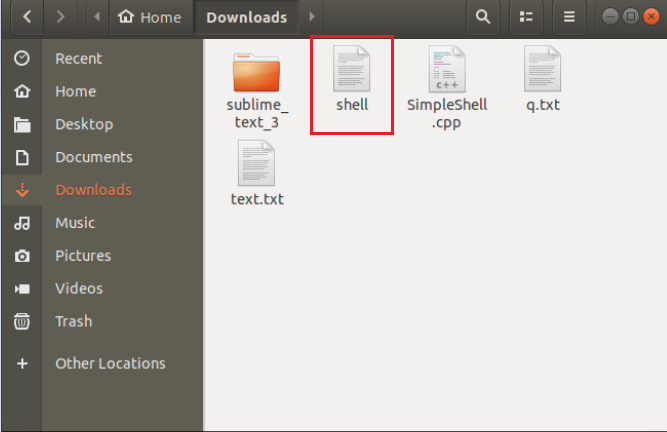 Home
Downloads
Recent
Home
Desktop
Documents
Downloads
Music
Pictures
Videos
Trash
Other Locations
sublime_
text_3
shell
SimpleShell
.cpp
q.txt
text.txt
c++